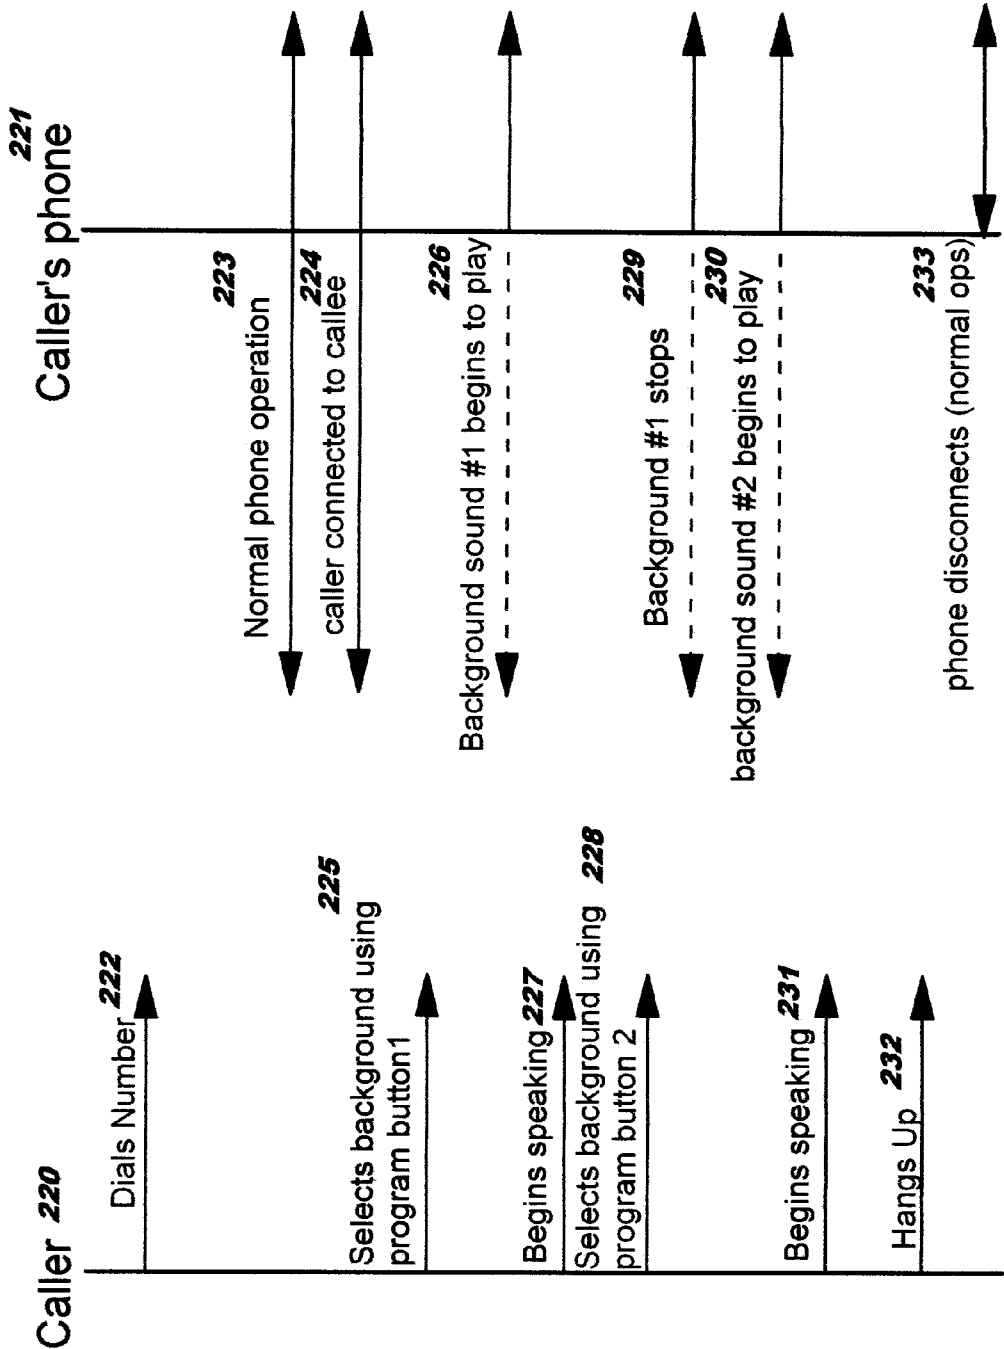 Caller 220
Caller's phone 221
Dials Number 222
Normal phone operation 223
caller connected to callee 224
Selects background using 225
program button1
Background sound #1 begins to play 226
Begins speaking 227
Selects background using 228
program button 2
Background #1 stops 229
background sound #2 begins to play 230
Begins speaking 231
Hangs Up 232
phone disconnects (normal ops) 233